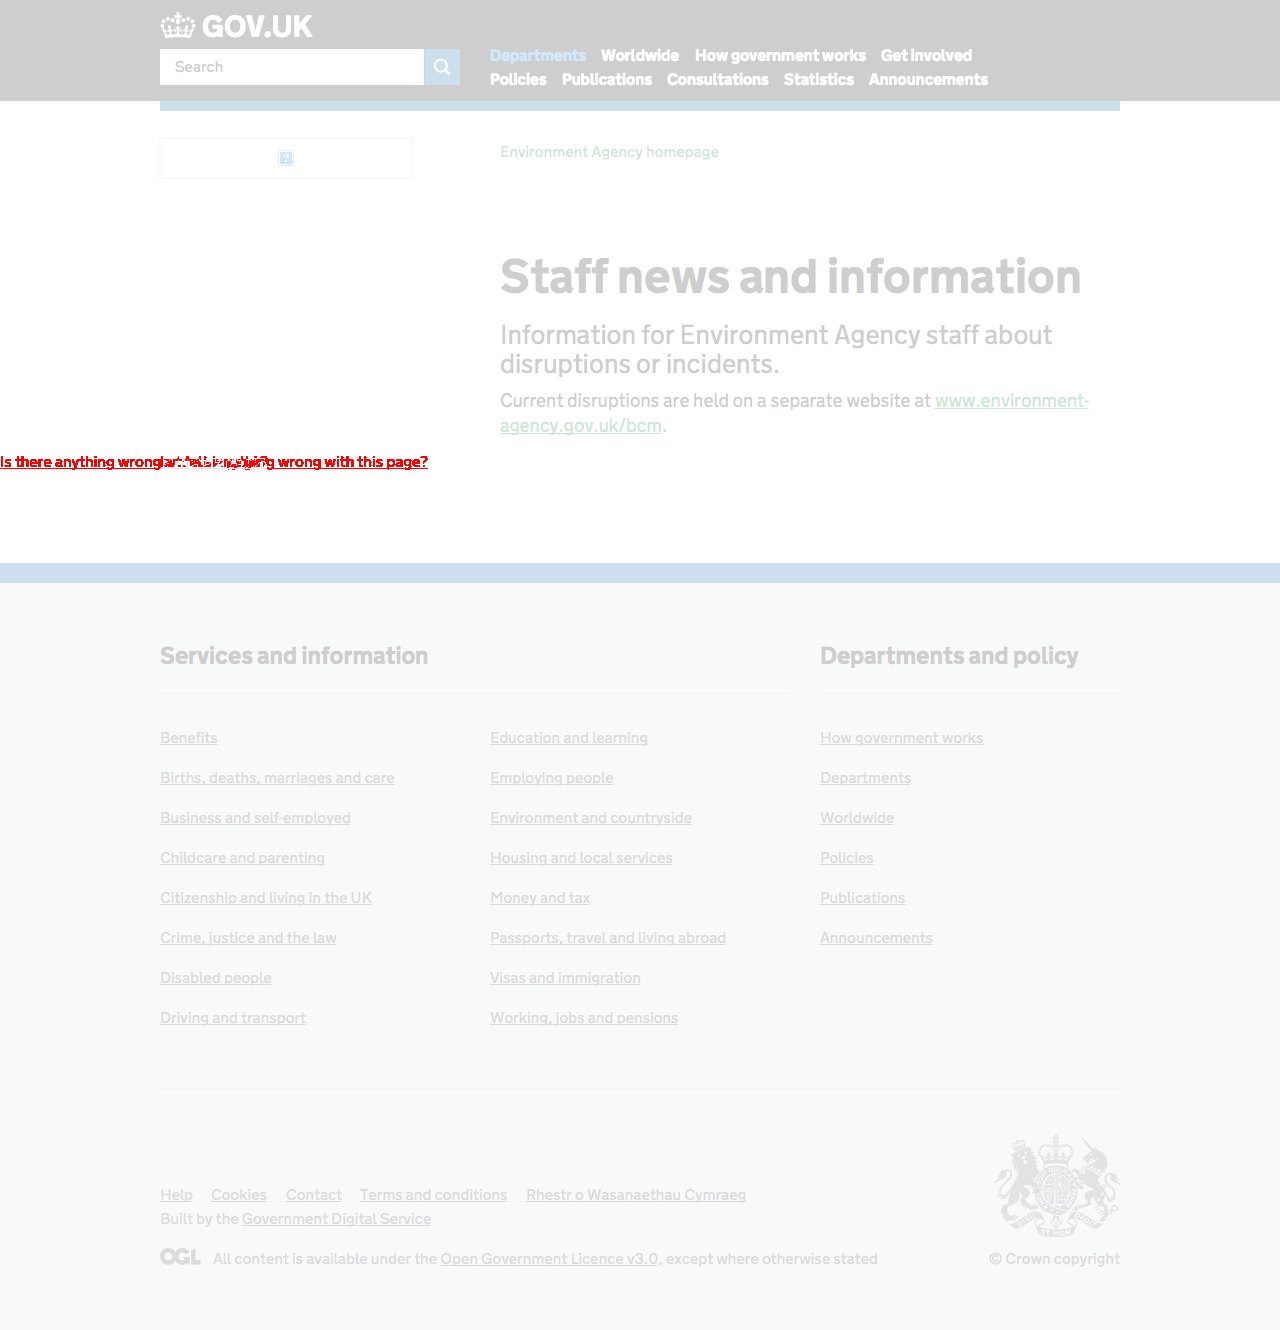 GOV.UK
Search
Departments Worldwide How government works Get involved
Policies Publications Consultations Statistics Announcements
Environment Agency homepage
Staff news and information
Information for Environment Agency staff about
disruptions or incidents.
Current disruptions are held on a separate website at www.environment-
agency.gov.uk/bcm.
Is there anything wrong with this page?
Services and information
Departments and policy
Benefits
Births, deaths, marriages and care
Business and self-employed
Childcare and parenting
Citizenship and living in the UK
Crime, justice and the law
Disabled people
Driving and transport
Education and learning
Employing people
Environment and countryside
Housing and local services
Money and tax
Passports, travel and living abroad
Visas and immigration
Working, jobs and pensions
How government works
Departments
Worldwide
Policies
Publications
Announcements
Help Cookies Contact Terms and conditions Rhestr o Wasanaethau Cymraeg
Built by the Government Digital Service
OGL All content is available under the Open Government Licence v3.0, except where otherwise stated
© Crown copyright